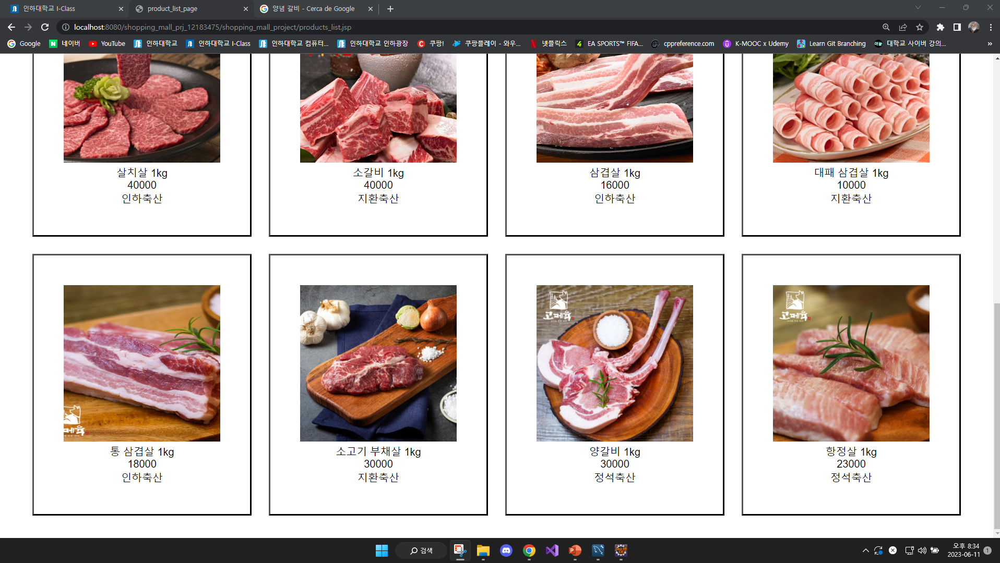 인하대학교 I-Class
product_list_page
양념 갈비 - Cerca de Google
localhost:8080/shopping_mall_prj_12183475/shopping_mall_project/products_list.jsp
Google
네이버
YouTube
인하대학교
인하대학교 I-Class
인하대학교 컴퓨터...
인하대학교 인하광장
쿠팡!
쿠팡플레이 - 와우...
넷플릭스
EA SPORTS™ FIFA...
cppreference.com
K-MOOC x Udemy
Learn Git Branching
대학교 사이버 강의...
살치살 1kg
40000
인하축산
소갈비 1kg
40000
지환축산
삼겹살 1kg
16000
인하축산
대패 삼겹살 1kg
10000
지환축산
통 삼겹살 1kg
18000
인하축산
소고기 부채살 1kg
30000
지환축산
고메육
양갈비 1kg
30000
정석축산
고메육
항정살 1kg
23000
정석축산
검색
오후 8:34
2023-06-11
1